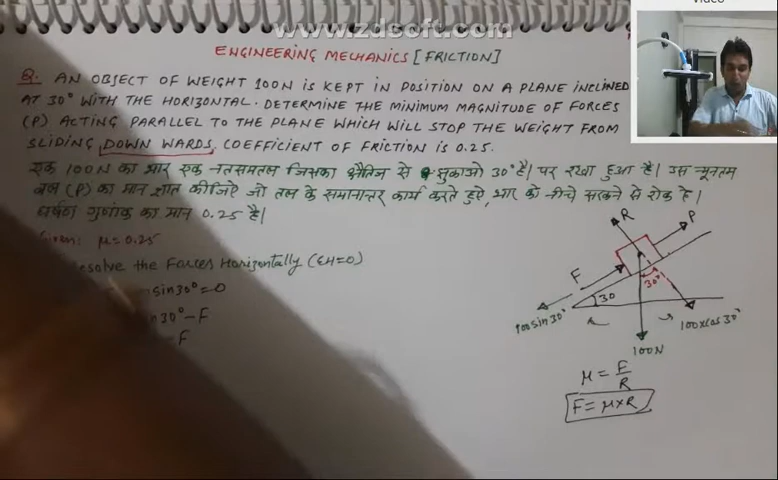 Video
www.zdsoft.com
ENGINEERING MECHANICS [FRICTION]
Q. AN OBJECT OF WEIGHT 100N IS KEPT IN POSITION ON A PLANE INCLINED
AT 30° WITH THE HORIZONTAL. DETERMINE THE MINIMUM MAGNITUDE OF FORCES
(P) ACTING PARALLEL TO THE PLANE WHICH WILL STOP THE WEIGHT FROM
SLIDING DOWN WARDS. COEFFICIENT OF FRICTION IS 0.25.
एक 100N का भार एक नतसमतल जिसका क्षैतिज से झुकाओ 30° है। पर रखा हुआ है। उस न्यूनतम
बल (P) का मान ज्ञात कीजिए जो तल के समानान्तर कार्य करते हुए, भार को नीचे सरकने से रोक दे।
घर्षण गुणांक का मान 0.25 है।
Given: μ=0.25
esolve the Forces Horizontally (ΣH=0)
sin30°=0
30°-F
- F
R
P
F
30°
30
100sin30°
100xcos30°
100N
μ = F/R
F = μxR